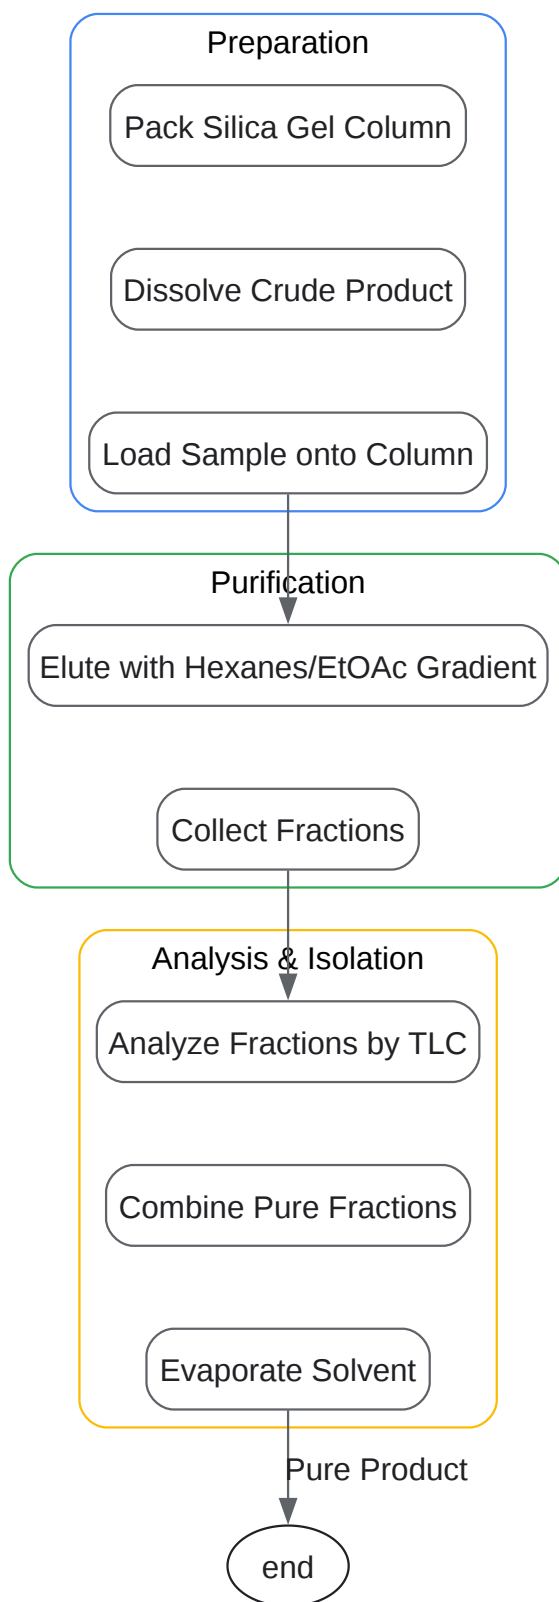 Preparation
Pack Silica Gel Column
Dissolve Crude Product
Load Sample onto Column
Purification
Elute with Hexanes/EtOAc Gradient
Collect Fractions
Analysis & Isolation
Analyze Fractions by TLC
Combine Pure Fractions
Evaporate Solvent
Pure Product
end